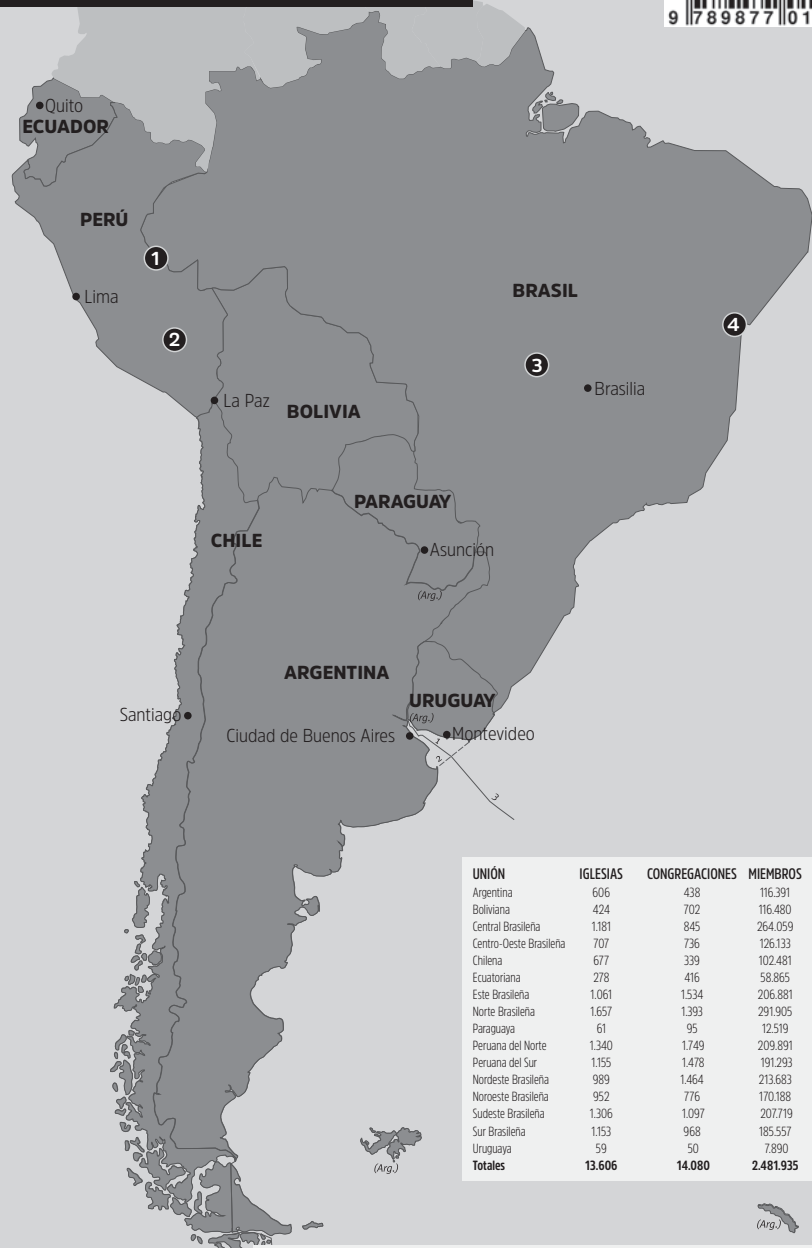 9 789877 01
Quito
ECUADOR
PERÚ
1
Lima
BRASIL
4
2
3
Brasilia
La Paz
BOLIVIA
PARAGUAY
CHILE
Asunción
(Arg.)
ARGENTINA
URUGUAY
(Arg.)
Santiago
Ciudad de Buenos Aires
Montevideo
1
2
3
UNIÓN IGLESIAS CONGREGACIONES MIEMBROS
Argentina 606 438 116.391
Boliviana 424 702 116.480
Central Brasileña 1.181 845 264.059
Centro-Oeste Brasileña 707 736 126.133
Chilena 677 339 102.481
Ecuatoriana 278 416 58.865
Este Brasileña 1.061 1.534 206.881
Norte Brasileña 1.657 1.393 291.905
Paraguaya 61 95 12.519
Peruana del Norte 1.340 1.749 209.891
Peruana del Sur 1.155 1.478 191.293
Nordeste Brasileña 989 1.464 213.683
Noroeste Brasileña 952 776 170.188
Sudeste Brasileña 1.306 1.097 207.719
Sur Brasileña 1.153 968 185.557
Uruguaya 59 50 7.890
Totales 13.606 14.080 2.481.935
(Arg.)
(Arg.)